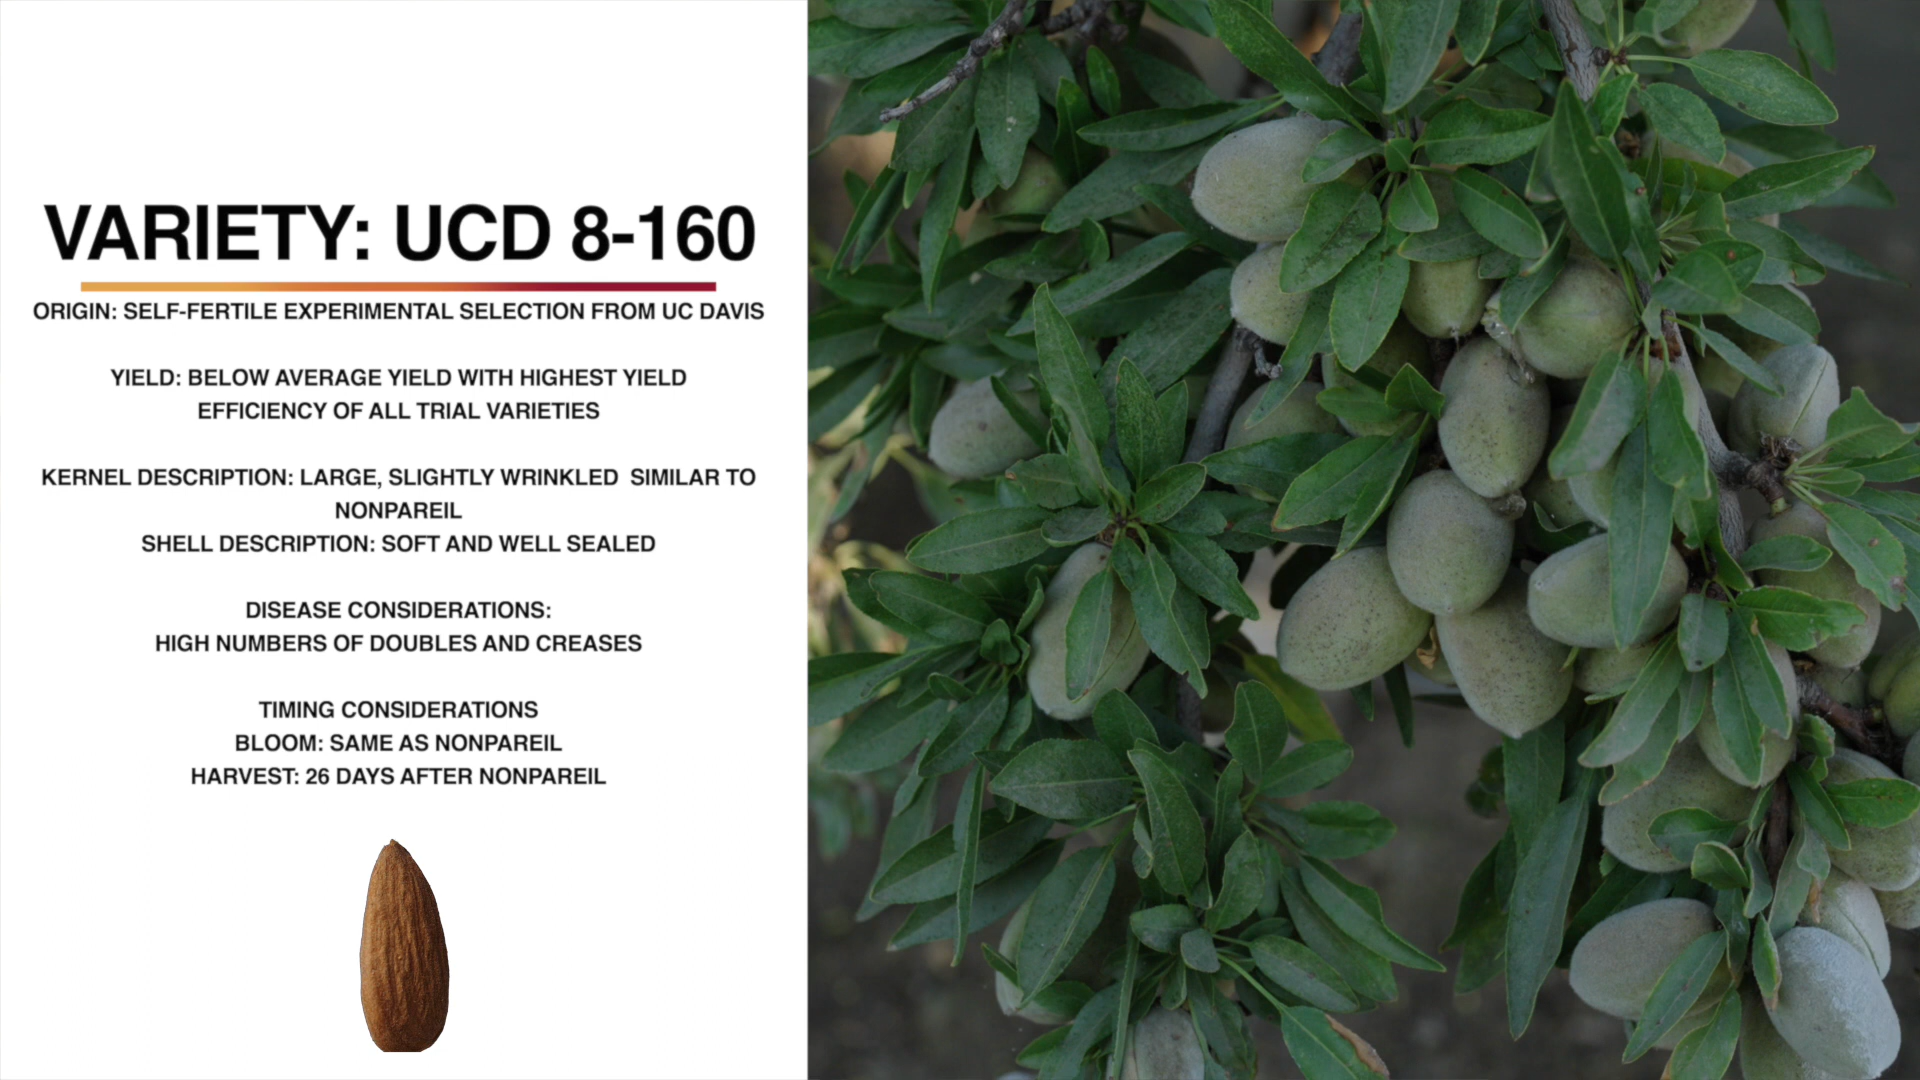 VARIETY: UCD 8-160
ORIGIN: SELF-FERTILE EXPERIMENTAL SELECTION FROM UC DAVIS
YIELD: BELOW AVERAGE YIELD WITH HIGHEST YIELD
EFFICIENCY OF ALL TRIAL VARIETIES
KERNEL DESCRIPTION: LARGE, SLIGHTLY WRINKLED  SIMILAR TO
NONPAREIL
SHELL DESCRIPTION: SOFT AND WELL SEALED
DISEASE CONSIDERATIONS:
HIGH NUMBERS OF DOUBLES AND CREASES
TIMING CONSIDERATIONS
BLOOM: SAME AS NONPAREIL
HARVEST: 26 DAYS AFTER NONPAREIL